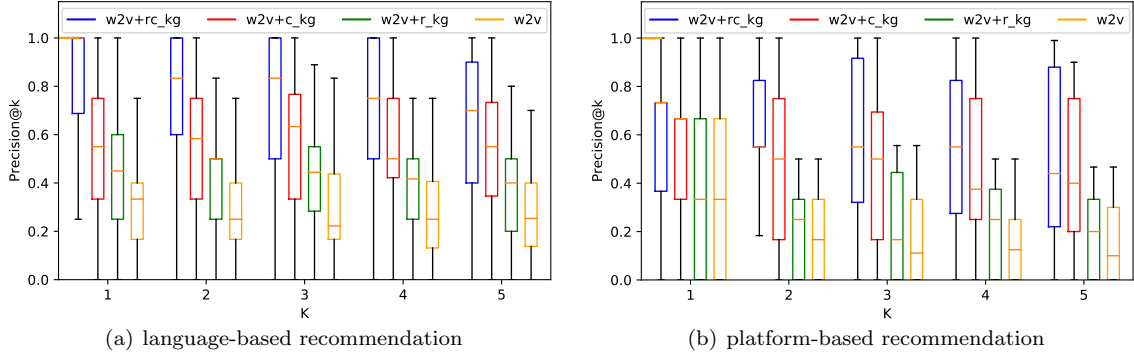 w2v+rc_kg w2v+c_kg w2v+r_kg w2v
1.0
0.8
0.6
0.4
0.2
0.0
Precision@k
1 2 3 4 5
K
(a) language-based recommendation
w2v+rc_kg w2v+c_kg w2v+r_kg w2v
1.0
0.8
0.6
0.4
0.2
0.0
Precision@k
1 2 3 4 5
K
(b) platform-based recommendation